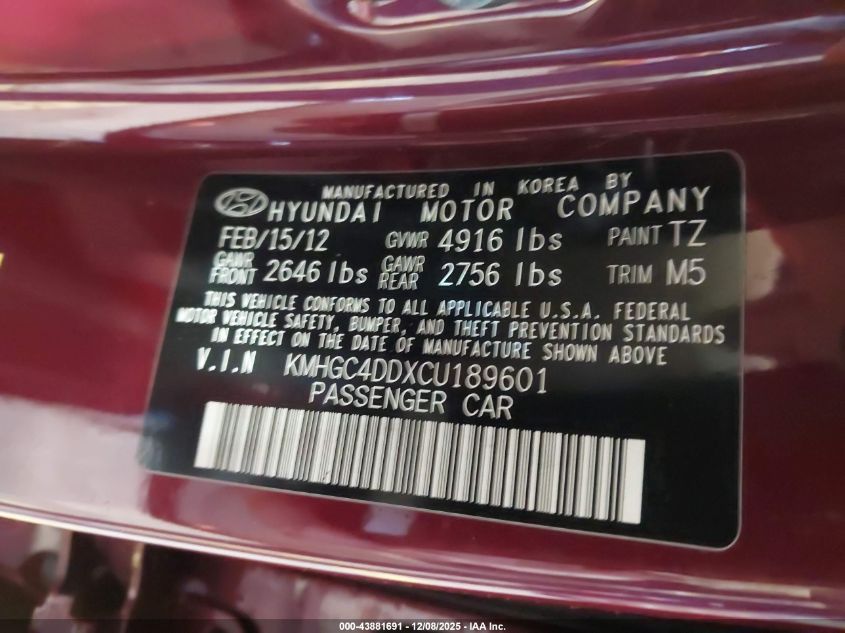 MANUFACTURED IN KOREA BY
HYUNDAI MOTOR COMPANY
FEB/15/12 GVWR 4916 lbs PAINT TZ
GAWR FRONT 2646 lbs GAWR REAR 2756 lbs TRIM M5
THIS VEHICLE CONFORMS TO ALL APPLICABLE U.S.A. FEDERAL
MOTOR VEHICLE SAFETY, BUMPER, AND THEFT PREVENTION STANDARDS
IN EFFECT ON THE DATE OF MANUFACTURE SHOWN ABOVE
V.I.N KMHGC4DDXCU189601
PASSENGER CAR
000-43881691 - 12/08/2025 - IAA Inc.